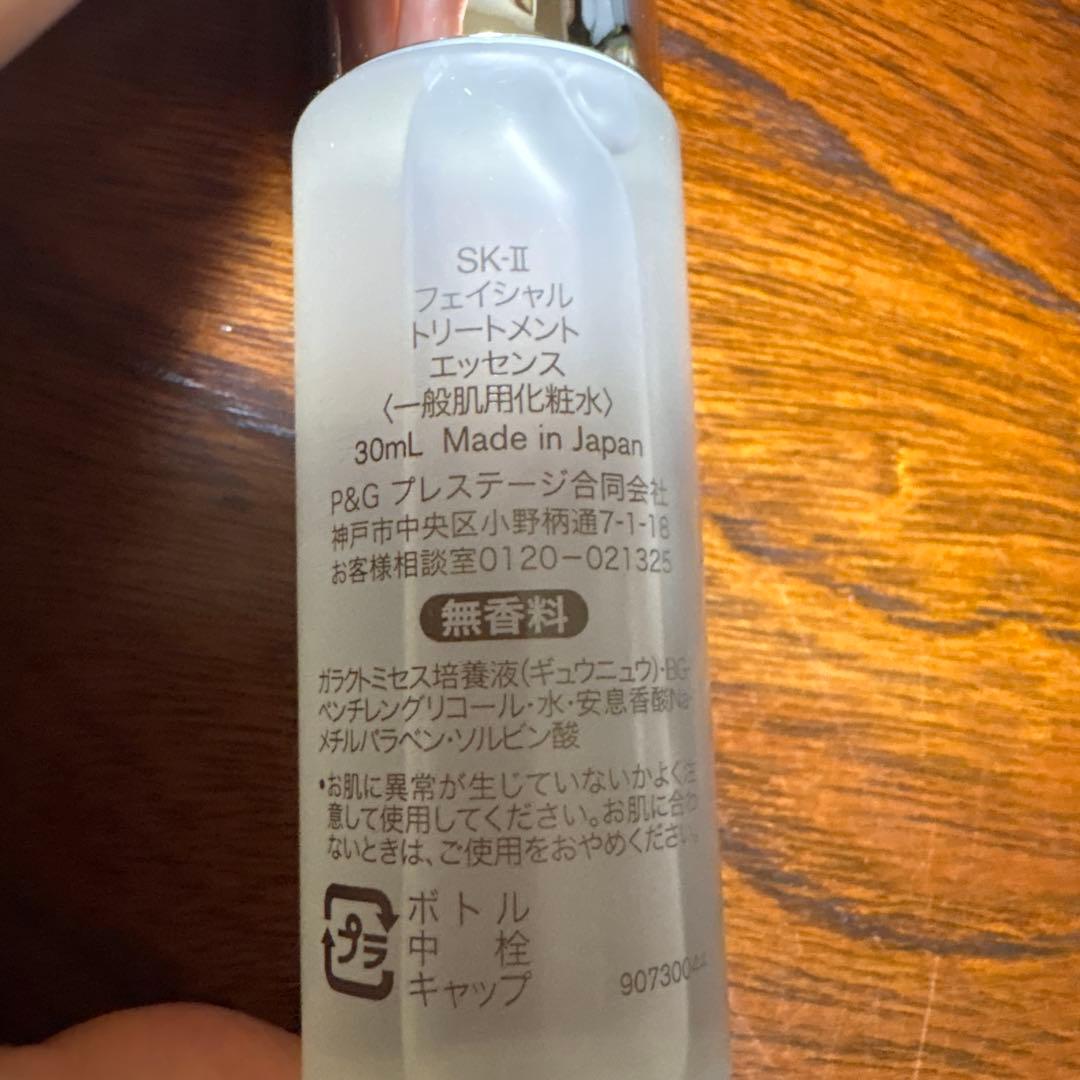 SK-Ⅱ
フェイシャル
トリートメント
エッセンス
〈一般肌用化粧水〉
30mL Made in Japan
P&G プレステージ合同会社
神戸市中央区小野柄通7-1-18
お客様相談室0120-021325
無香料
ガラクトミセス培養液(ギュウニュウ)・BG・
ペンチレングリコール・水・安息香酸Na・
メチルパラベン・ソルビン酸
・お肌に異常が生じていないかよく注
意して使用してください。お肌に合わ
ないときは、ご使用をおやめください。
プラ
ボトル
中栓
キャップ